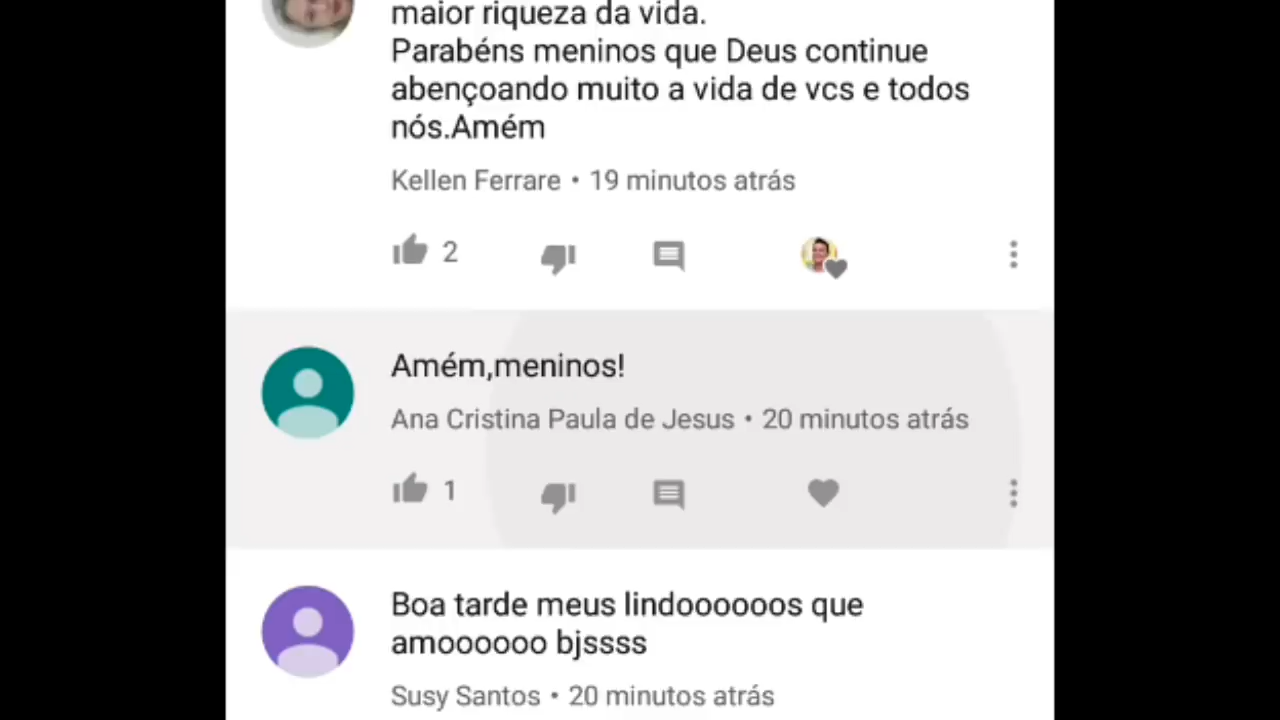 maior riqueza da vida.
Parabéns meninos que Deus continue
abençoando muito a vida de vcs e todos
nós.Amém
Kellen Ferrare • 19 minutos atrás
2
Amém,meninos!
Ana Cristina Paula de Jesus • 20 minutos atrás
1
Boa tarde meus lindoooooos que
amoooooo bjssss
Susy Santos • 20 minutos atrás